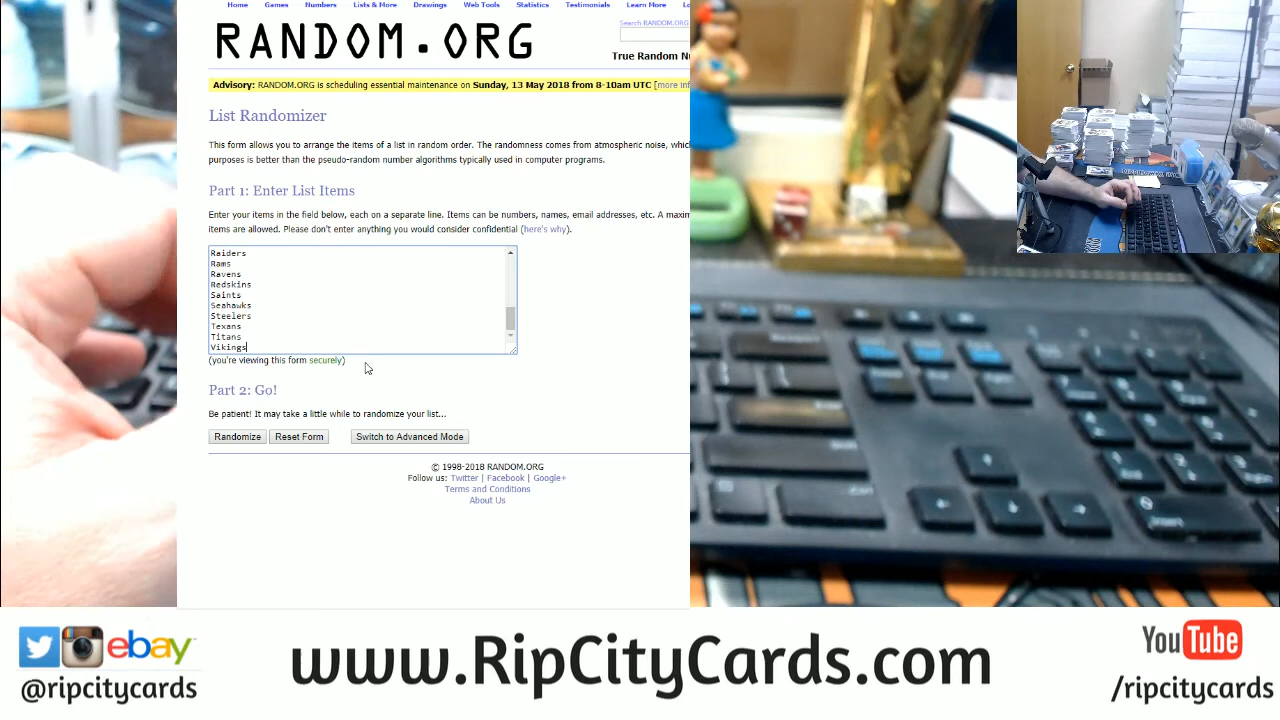 Home Games Numbers Lists & More Drawings Web Tools Statistics Testimonials Learn More
RANDOM.ORG
Search RANDOM.ORG
True Random
Advisory: RANDOM.ORG is scheduling essential maintenance on Sunday, 13 May 2018 from 8-10am UTC [more
List Randomizer
This form allows you to arrange the items of a list in random order. The randomness comes from atmospheric noise,
purposes is better than the pseudo-random number algorithms typically used in computer programs.
Part 1: Enter List Items
Enter your items in the field below, each on a separate line. Items can be numbers, names, email addresses, etc. A
items are allowed. Please don't enter anything you would consider confidential (here's why).
Raiders
Rams
Ravens
Redskins
Saints
Seahawks
Steelers
Texans
Titans
Vikings
(you're viewing this form securely)
Part 2: Go!
Be patient! It may take a little while to randomize your list...
Randomize Reset Form Switch to Advanced Mode
© 1998-2018 RANDOM.ORG
Follow us: Twitter | Facebook | Google+
Terms and Conditions
About Us
ebay
@ripcitycards
www.RipCityCards.com
YouTube
/ripcitycards